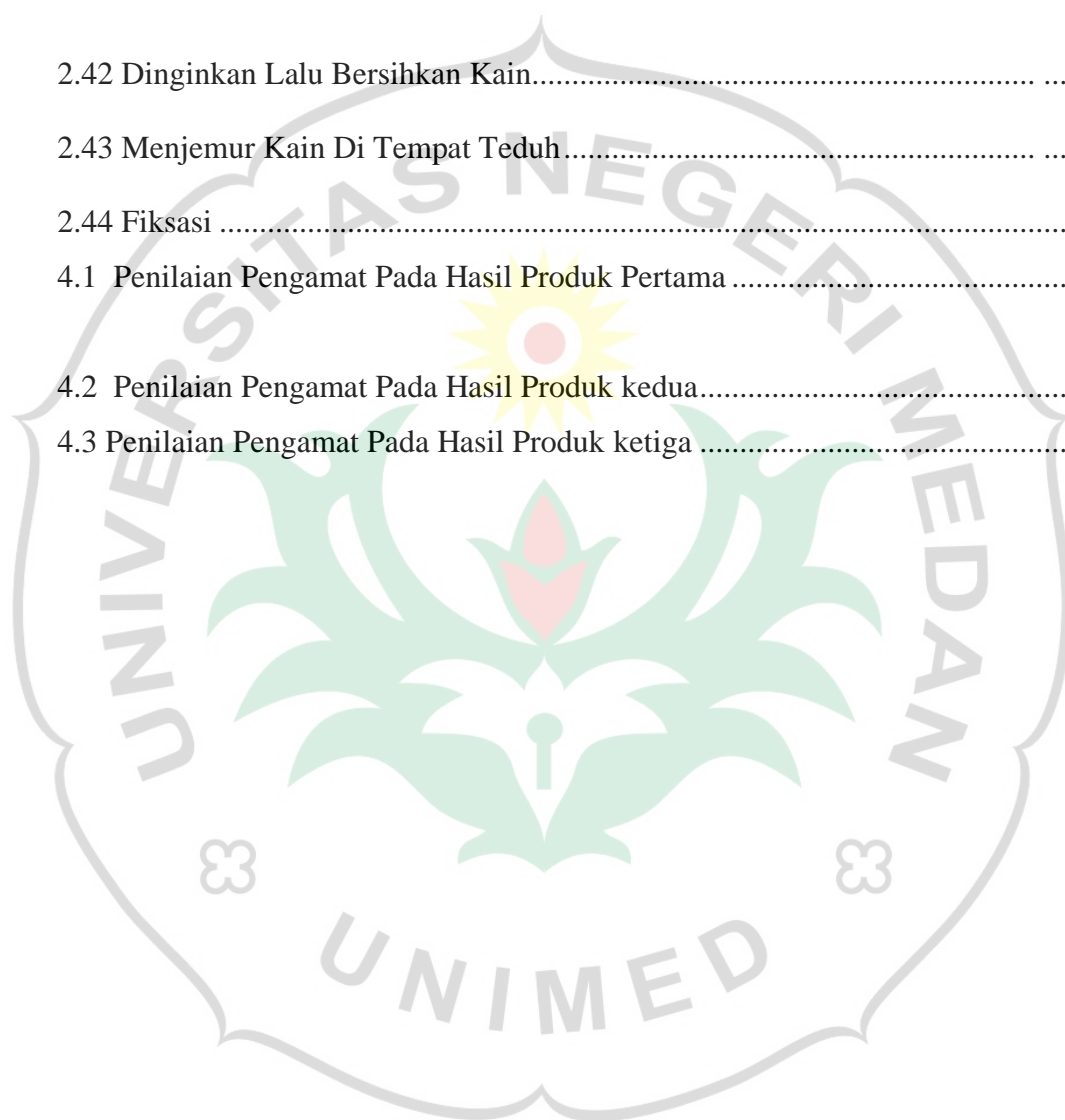 2.42 Dinginkan Lalu Bersihkan Kain............................................................... ...
2.43 Menjemur Kain Di Tempat Teduh........................................................... ...
2.44 Fiksasi ..........................................................................................................
4.1  Penilaian Pengamat Pada Hasil Produk Pertama ..........................................
4.2  Penilaian Pengamat Pada Hasil Produk kedua..............................................
4.3 Penilaian Pengamat Pada Hasil Produk ketiga ..............................................
UNIVERSITAS NEGERI MEDAN
UNIMED